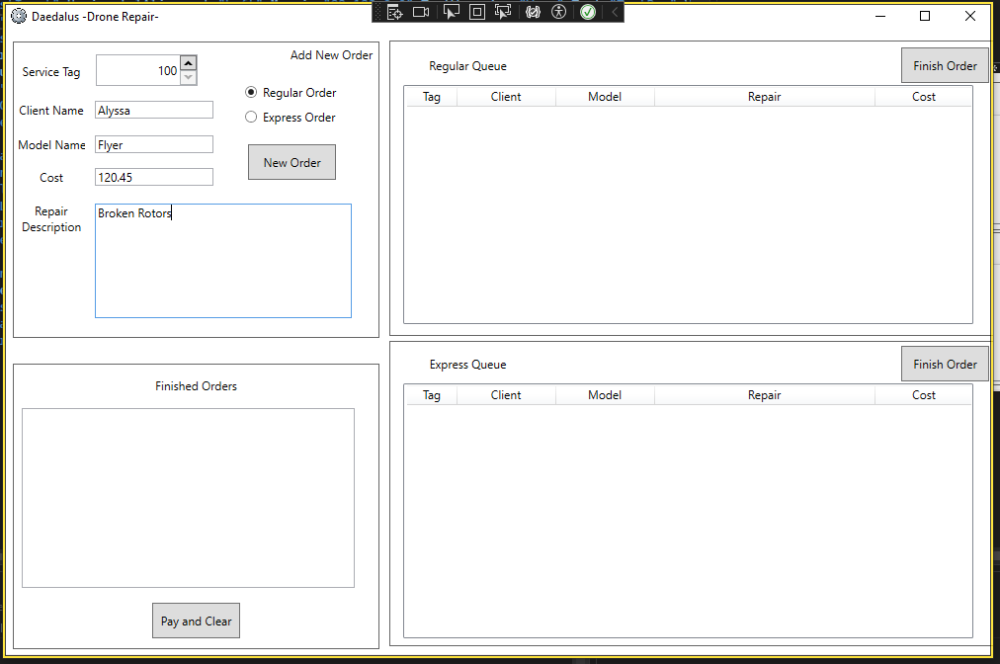 Daedalus -Drone Repair-
Add New Order
Service Tag
100
Regular Order
Client Name
Alyssa
Express Order
Model Name
Flyer
New Order
Cost
120.45
Repair
Description
Broken Rotors
Finished Orders
Pay and Clear
Regular Queue
Finish Order
Tag Client Model Repair Cost
Express Queue
Finish Order
Tag Client Model Repair Cost